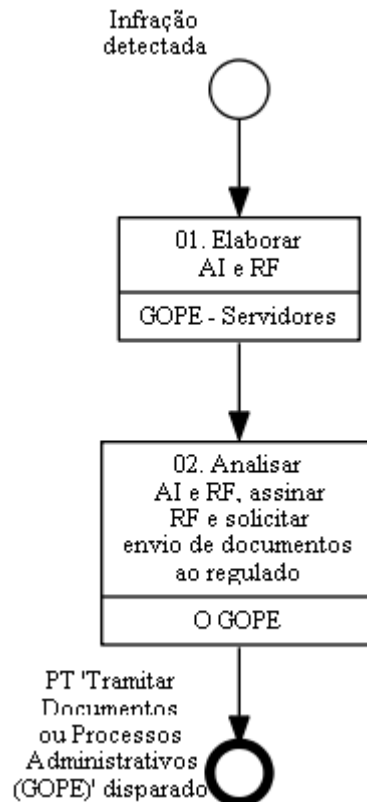 Infração
detectada
01. Elaborar
AI e RF
GOPE - Servidores
02. Analisar
AI e RF, assinar
RF e solicitar
envio de documentos
ao regulado
O GOPE
PT 'Tramitar
Documentos
ou Processos
Administrativos
(GOPE)' disparado